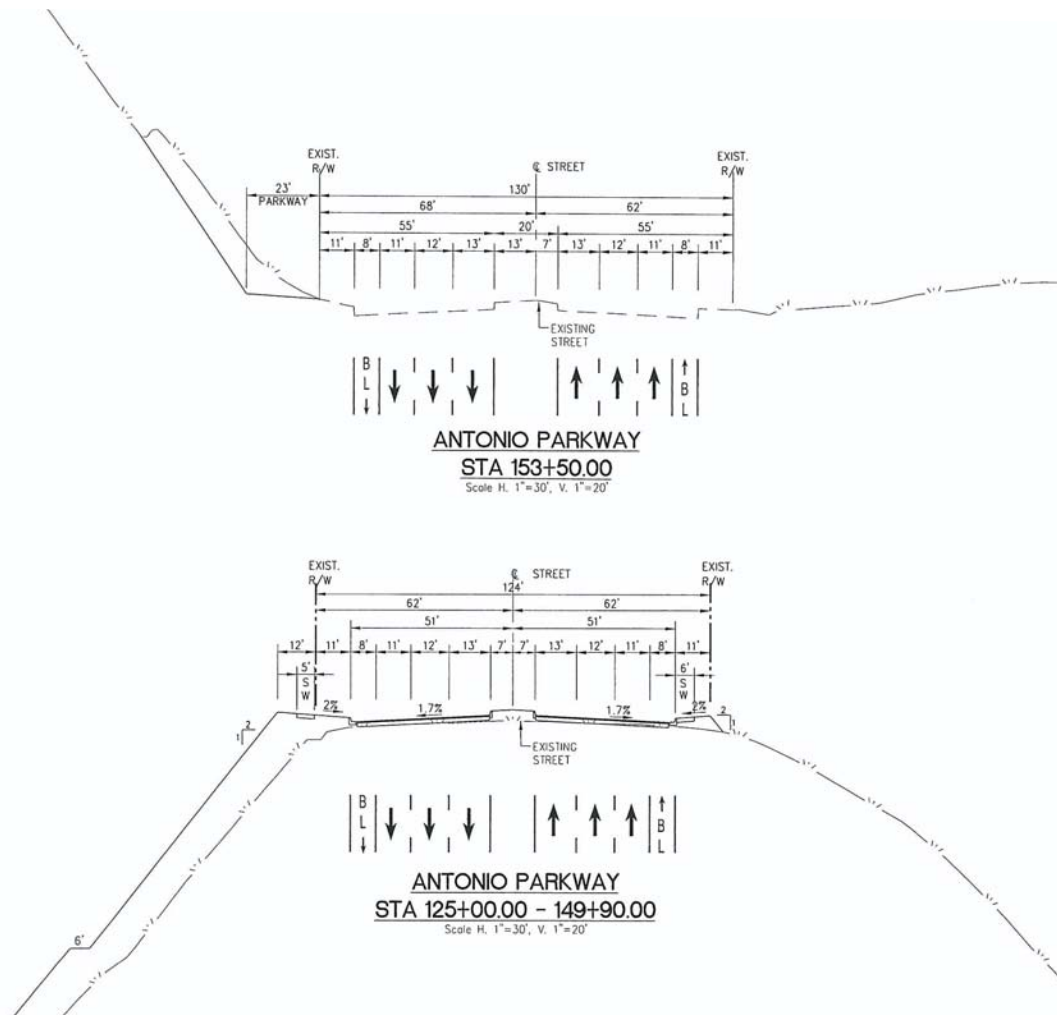 EXIST.
R/W
℄ STREET
EXIST.
R/W
23'
PARKWAY
130'
68' 62'
55' 20' 55'
11' 8' 11' 12' 13' 13' 7' 13' 12' 11' 8' 11'
EXISTING
STREET
B
L
B
L
ANTONIO PARKWAY
STA 153+50.00
Scale H. 1"=30', V. 1"=20'
EXIST.
R/W
℄ STREET
EXIST.
R/W
124'
62' 62'
51' 51'
12' 11' 8' 11' 12' 13' 7' 7' 13' 12' 11' 8' 11'
5'
S
W
6'
S
W
2% 1.7% 1.7% 2%
2
1
2
1
EXISTING
STREET
B
L
B
L
ANTONIO PARKWAY
STA 125+00.00 - 149+90.00
Scale H. 1"=30', V. 1"=20'
6'